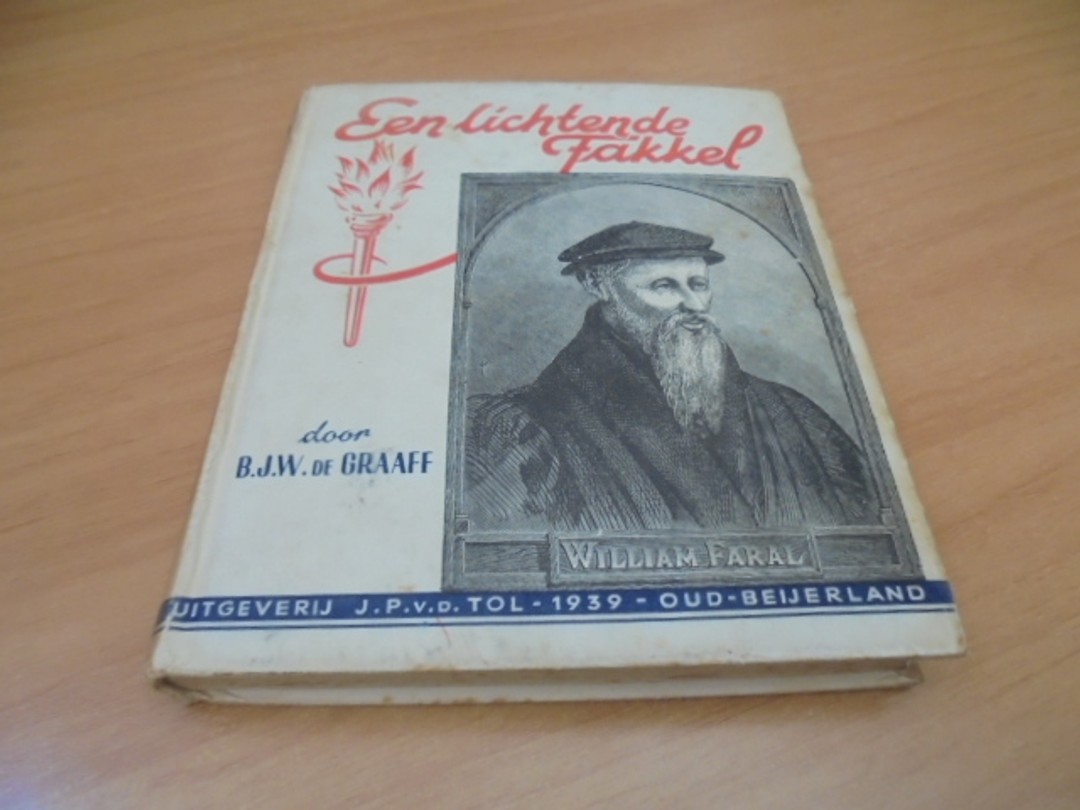 Een lichtende
Fakkel
door
B.J.W. DE GRAAFF
WILLIAM FARAL
UITGEVERIJ J.P.v.d. TOL - 1939 - OUD-BEIJERLAND